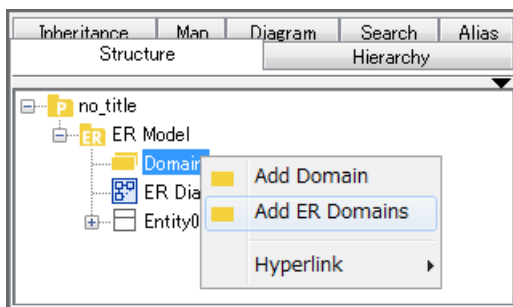 Inheritance Map Diagram Search Alias
Structure Hierarchy
no_title
ER Model
Domain
Add Domain
ER Dia
Add ER Domains
Entity0
Hyperlink